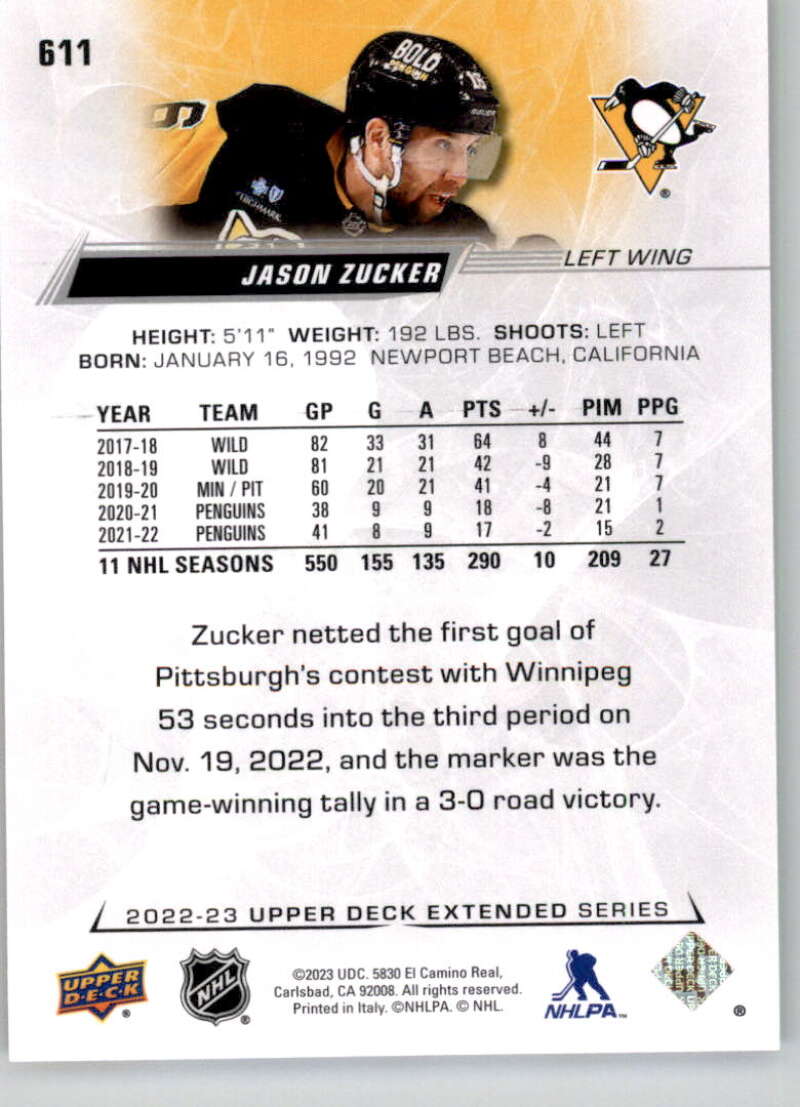 611
BOLD
PENGUIN
16
HIGHMARK
LEFT WING
JASON ZUCKER
HEIGHT: 5'11" WEIGHT: 192 LBS. SHOOTS: LEFT
BORN: JANUARY 16, 1992 NEWPORT BEACH, CALIFORNIA
YEAR TEAM GP G A PTS +/- PIM PPG
2017-18 WILD 82 33 31 64 8 44 7
2018-19 WILD 81 21 21 42 -9 28 7
2019-20 MIN / PIT 60 20 21 41 -4 21 7
2020-21 PENGUINS 38 9 9 18 -8 21 1
2021-22 PENGUINS 41 8 9 17 -2 15 2
11 NHL SEASONS 550 155 135 290 10 209 27
Zucker netted the first goal of
Pittsburgh's contest with Winnipeg
53 seconds into the third period on
Nov. 19, 2022, and the marker was the
game-winning tally in a 3-0 road victory.
2022-23 UPPER DECK EXTENDED SERIES
UPPER
D·E·C·K ®
NHL ®
©2023 UDC. 5830 El Camino Real,
Carlsbad, CA 92008. All rights reserved.
Printed in Italy. ©NHLPA. © NHL.
NHLPA™
®